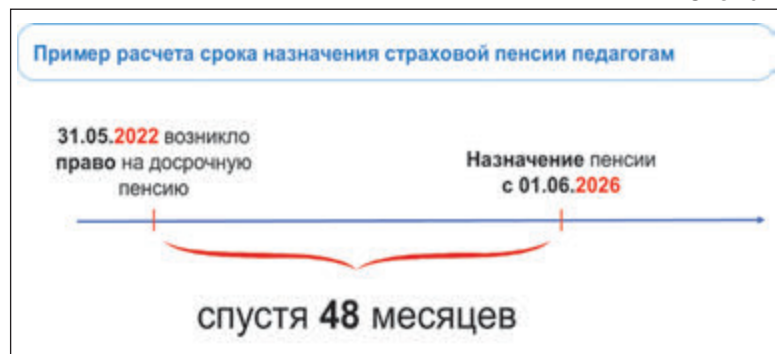 Пример расчета срока назначения страховой пенсии педагогам
31.05.2022 возникло
право на досрочную
пенсию
Назначение пенсии
с 01.06.2026
спустя 48 месяцев